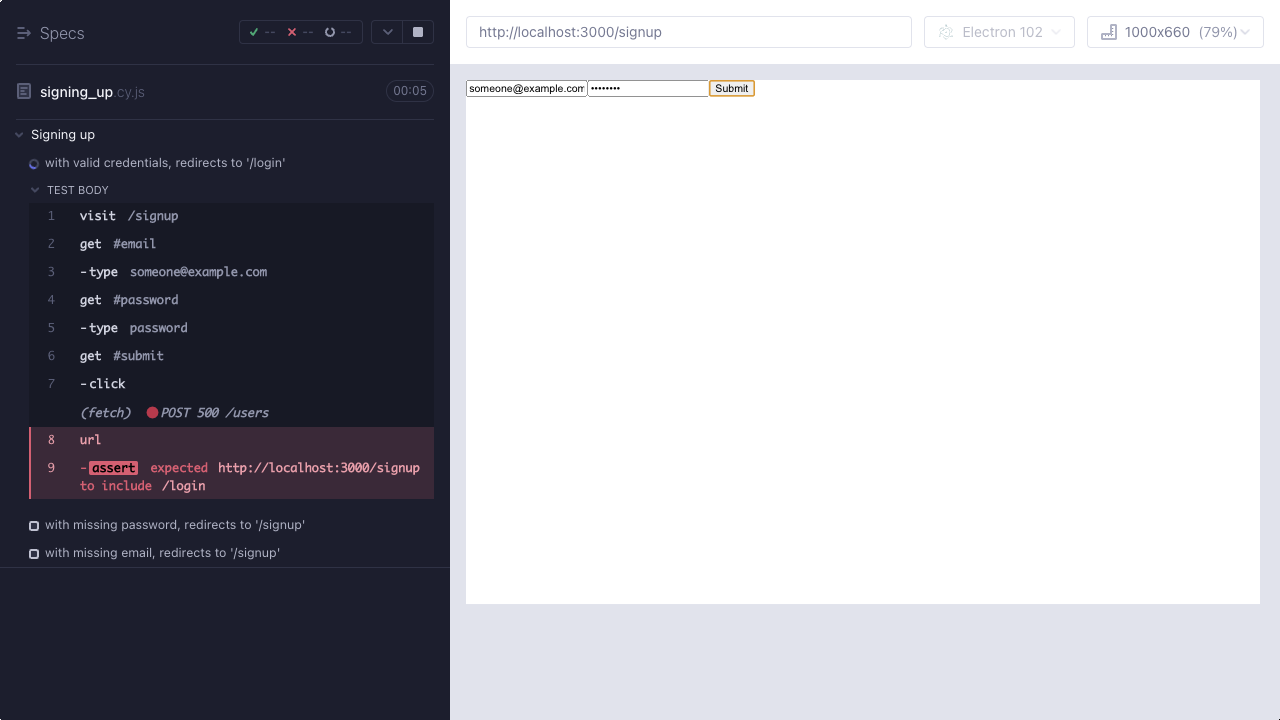 Specs
-- -- --
signing_up.cy.js
00:05
Signing up
with valid credentials, redirects to '/login'
TEST BODY
1 visit /signup
2 get #email
3 -type someone@example.com
4 get #password
5 -type password
6 get #submit
7 -click
(fetch) POST 500 /users
8 url
9 -assert expected http://localhost:3000/signup
to include /login
with missing password, redirects to '/signup'
with missing email, redirects to '/signup'
http://localhost:3000/signup
Electron 102
1000x660 (79%)
someone@example.com •••••••• Submit